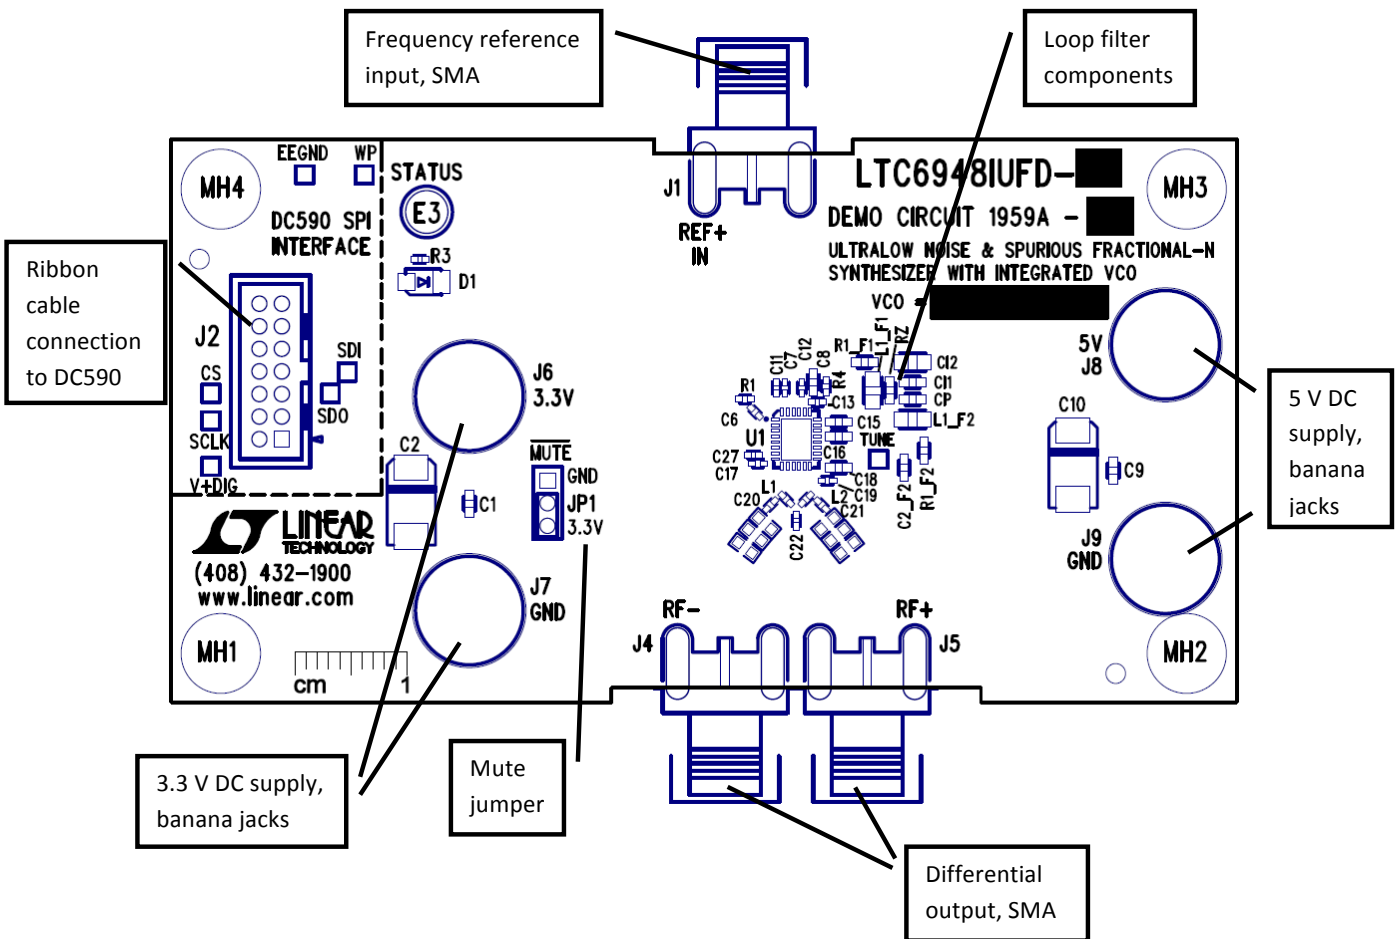 Frequency reference
input, SMA
Loop filter
components
EEGND
WP
STATUS
MH4
E3
J1
LTC6948IUFD-
MH3
DC590 SPI
INTERFACE
DEMO CIRCUIT 1959A -
REF+
IN
ULTRALOW NOISE & SPURIOUS FRACTIONAL-N
SYNTHESIZER WITH INTEGRATED VCO
Ribbon
cable
connection
to DC590
R3
D1
VCO =
J2
SDI
CS
SDO
SCLK
V+DIG
J6
3.3V
C11
C7
C12
C8
R4
R1_F1
L1_F1
RZ
CI2
CI1
CP
L1_F2
R1
C6
C13
U1
C15
TUNE
C16
C27
C17
C18
C19
L1
L2
C20
C21
C22
C2_F2
R1_F2
5V
J8
C10
C9
5 V DC
supply,
banana
jacks
C2
C1
MUTE
GND
JP1
3.3V
LINEAR
TECHNOLOGY
(408) 432-1900
www.linear.com
J7
GND
J9
GND
MH1
cm
1
RF-
J4
RF+
J5
MH2
3.3 V DC supply,
banana jacks
Mute
jumper
Differential
output, SMA